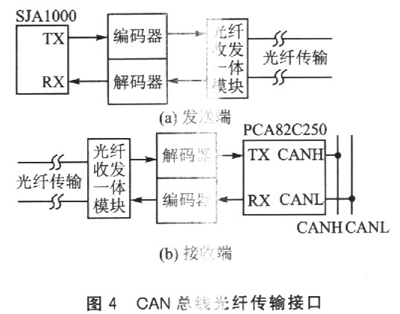 SJA1000
TX
编码器
光纤
收发
一体
模块
光纤传输
RX
解码器
(a) 发送端
PCA82C250
光纤
收发
一体
模块
光纤传输
解码器
TX CANH
编码器
RX CANL
CANH CANL
(b) 接收端
图 4 CAN 总线光纤传输接口